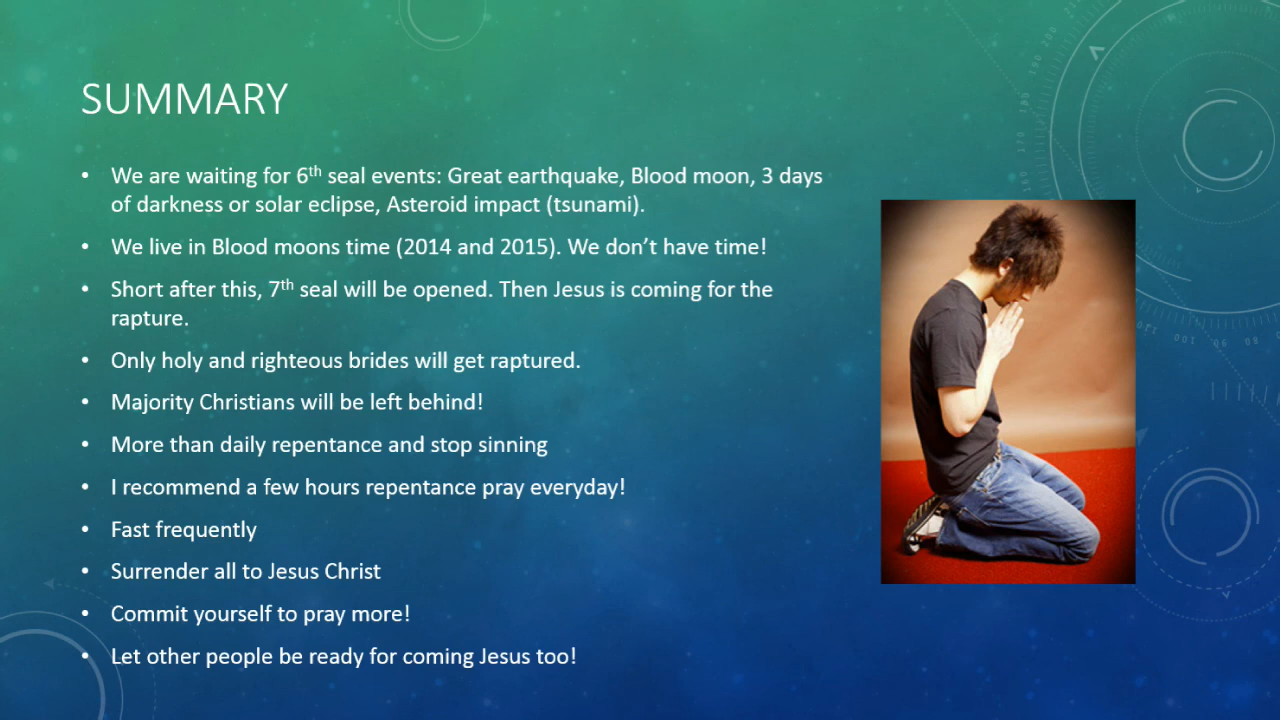 SUMMARY
• We are waiting for 6th seal events: Great earthquake, Blood moon, 3 days
of darkness or solar eclipse, Asteroid impact (tsunami).
• We live in Blood moons time (2014 and 2015). We don’t have time!
• Short after this, 7th seal will be opened. Then Jesus is coming for the
rapture.
• Only holy and righteous brides will get raptured.
• Majority Christians will be left behind!
• More than daily repentance and stop sinning
• I recommend a few hours repentance pray everyday!
• Fast frequently
• Surrender all to Jesus Christ
• Commit yourself to pray more!
• Let other people be ready for coming Jesus too!